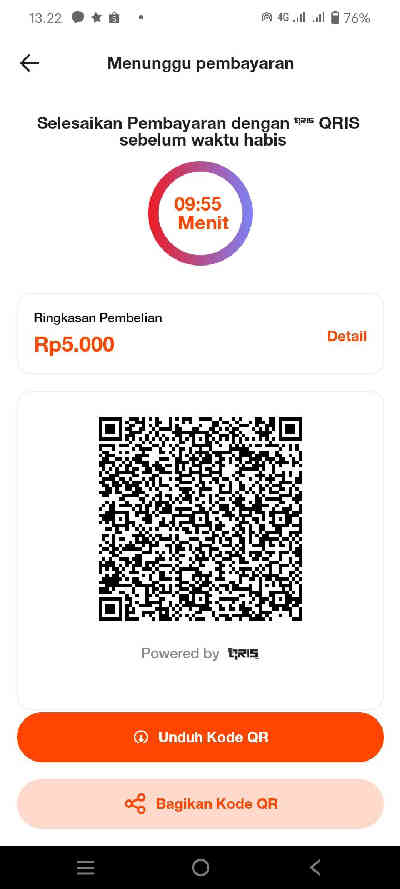 13.22 4G 76%
Menunggu pembayaran
Selesaikan Pembayaran dengan QRIS QRIS
sebelum waktu habis
09:55
Menit
Ringkasan Pembelian
Rp5.000
Detail
Powered by QRIS
Unduh Kode QR
Bagikan Kode QR